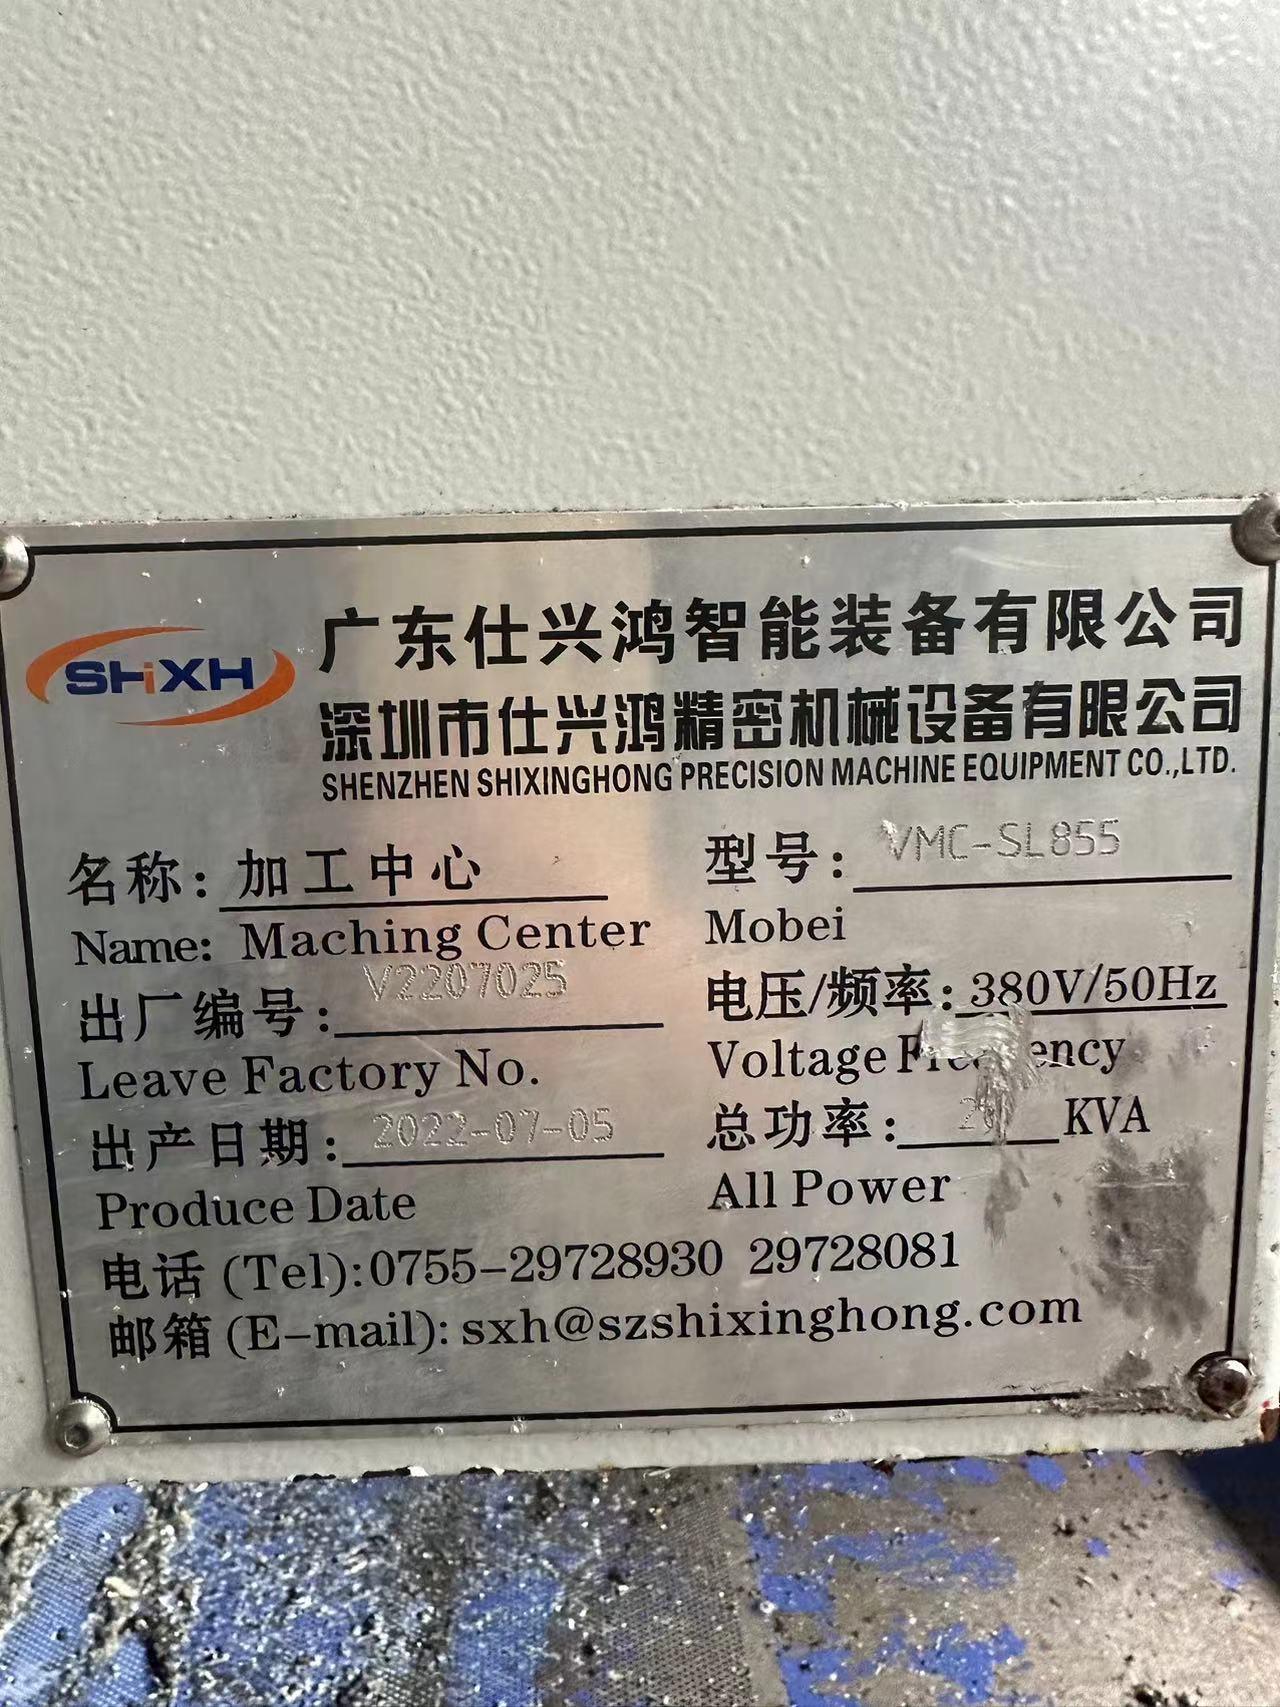 SHiXH
广东仕兴鸿智能装备有限公司
深圳市仕兴鸿精密机械设备有限公司
SHENZHEN SHIXINGHONG PRECISION MACHINE EQUIPMENT CO.,LTD.
名称: 加工中心
Name: Maching Center
型号: VMC-SL855
Mobei
出厂编号: V2207025
Leave Factory No.
电压/频率: 380V/50Hz
Voltage
出产日期: 2022-07-05
Produce Date
总功率: KVA
All Power
电话 (Tel):0755-29728930 29728081
邮箱 (E-mail): sxh@szshixinghong.com